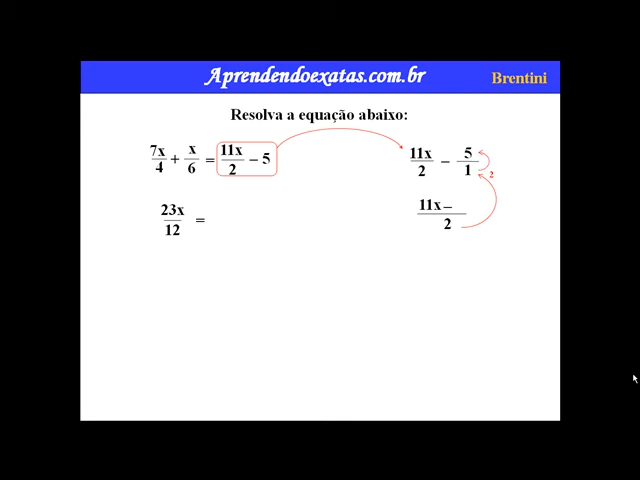 Aprendendoexatas.com.br
Brentini
Resolva a equação abaixo:
7x/4 + x/6 = 11x/2 – 5
11x/2 – 5/1
2
23x/12 =
11x –/2